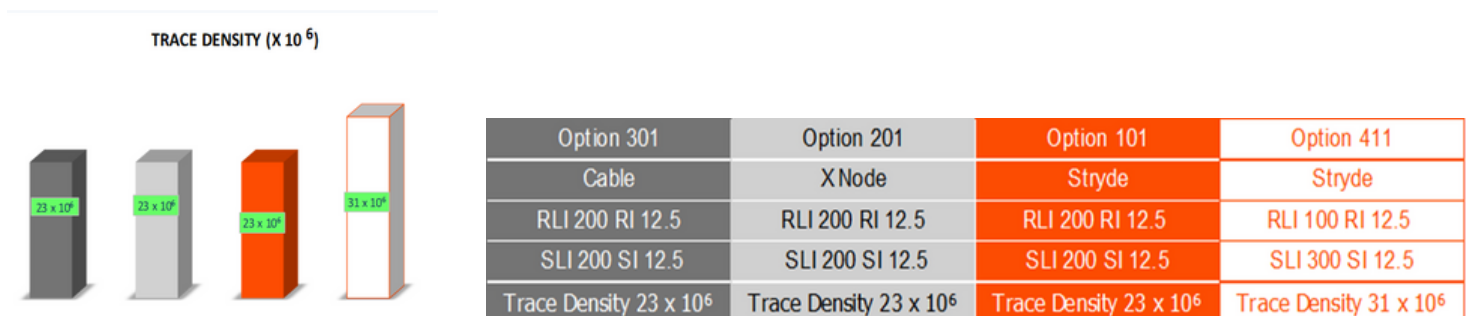 TRACE DENSITY (X 10 ⁶)
23 x 10⁶
23 x 10⁶
23 x 10⁶
31 x 10⁶
Option 301 Option 201 Option 101 Option 411
Cable X Node Stryde Stryde
RLI 200 RI 12.5 RLI 200 RI 12.5 RLI 200 RI 12.5 RLI 100 RI 12.5
SLI 200 SI 12.5 SLI 200 SI 12.5 SLI 200 SI 12.5 SLI 300 SI 12.5
Trace Density 23 x 10⁶ Trace Density 23 x 10⁶ Trace Density 23 x 10⁶ Trace Density 31 x 10⁶